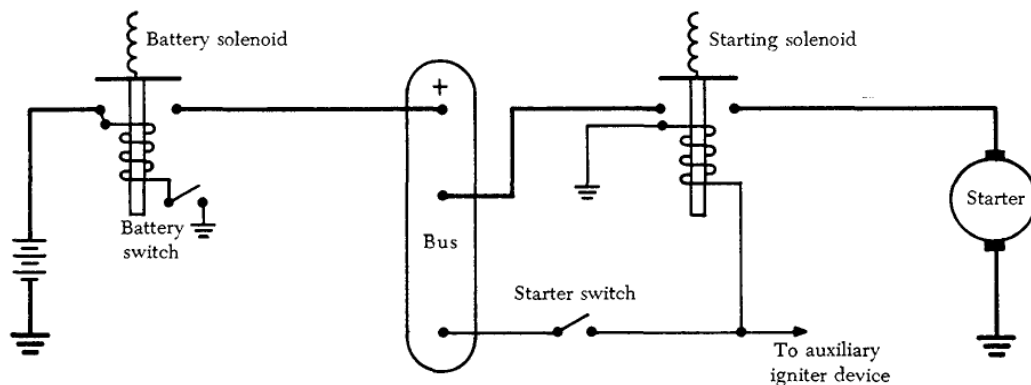 Battery solenoid
Starting solenoid
+
Battery
switch
Bus
Starter
Starter switch
To auxiliary
igniter device